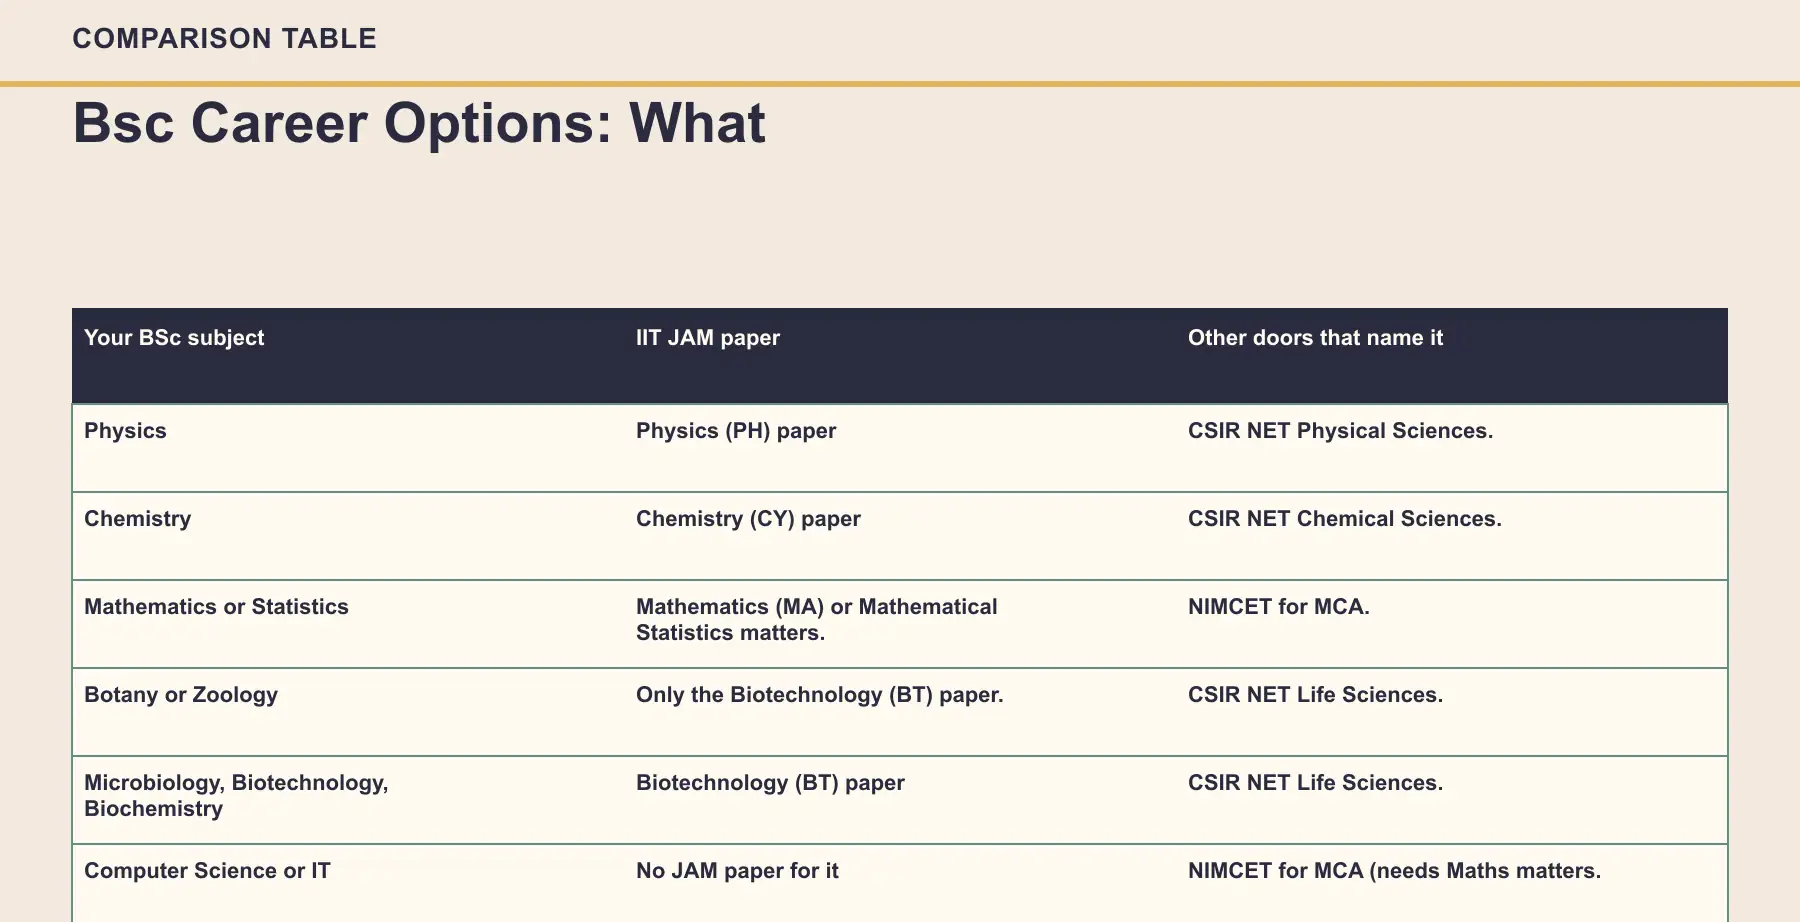 COMPARISON TABLE
Bsc Career Options: What
Your BSc subject
IIT JAM paper
Other doors that name it
Physics
Physics (PH) paper
CSIR NET Physical Sciences.
Chemistry
Chemistry (CY) paper
CSIR NET Chemical Sciences.
Mathematics or Statistics
Mathematics (MA) or Mathematical
Statistics matters.
NIMCET for MCA.
Botany or Zoology
Only the Biotechnology (BT) paper.
CSIR NET Life Sciences.
Microbiology, Biotechnology,
Biochemistry
Biotechnology (BT) paper
CSIR NET Life Sciences.
Computer Science or IT
No JAM paper for it
NIMCET for MCA (needs Maths matters.